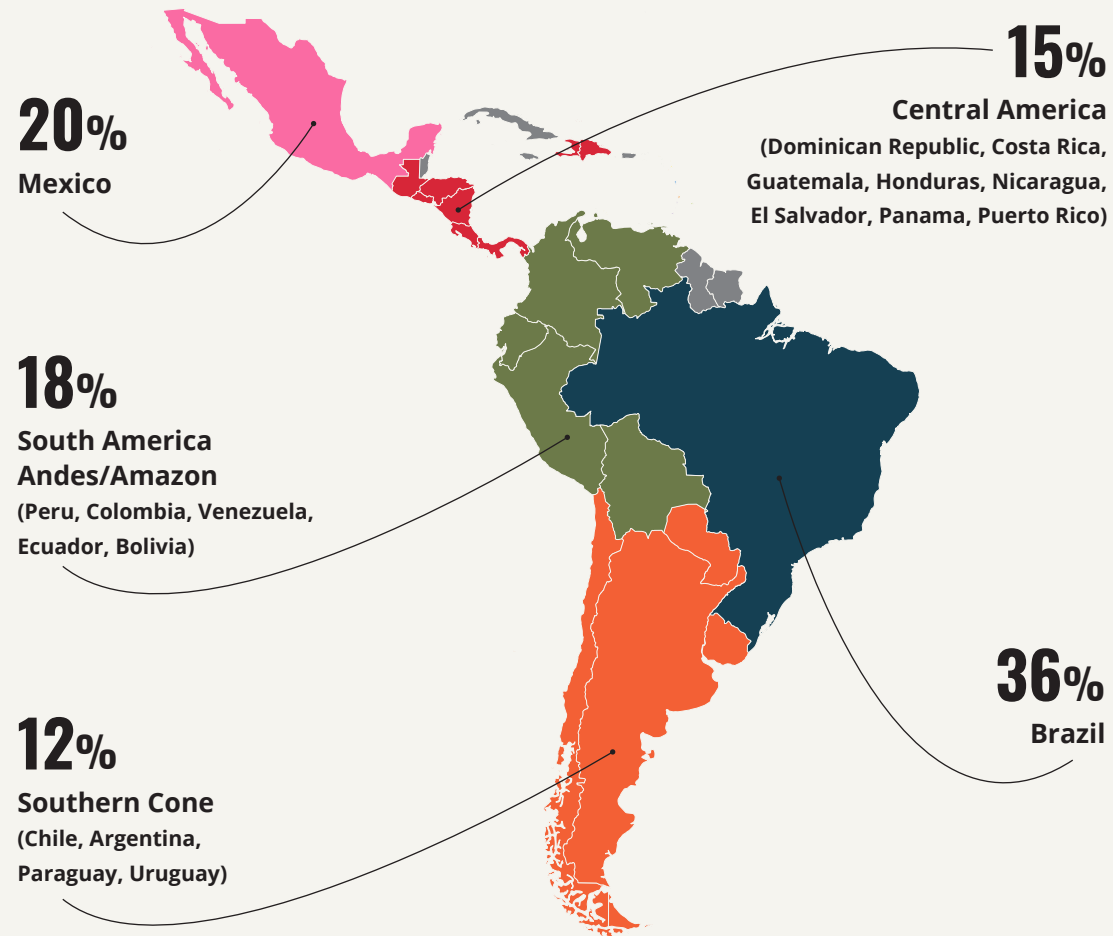 20%
Mexico
15%
Central America
(Dominican Republic, Costa Rica,
Guatemala, Honduras, Nicaragua,
El Salvador, Panama, Puerto Rico)
18%
South America
Andes/Amazon
(Peru, Colombia, Venezuela,
Ecuador, Bolivia)
36%
Brazil
12%
Southern Cone
(Chile, Argentina,
Paraguay, Uruguay)